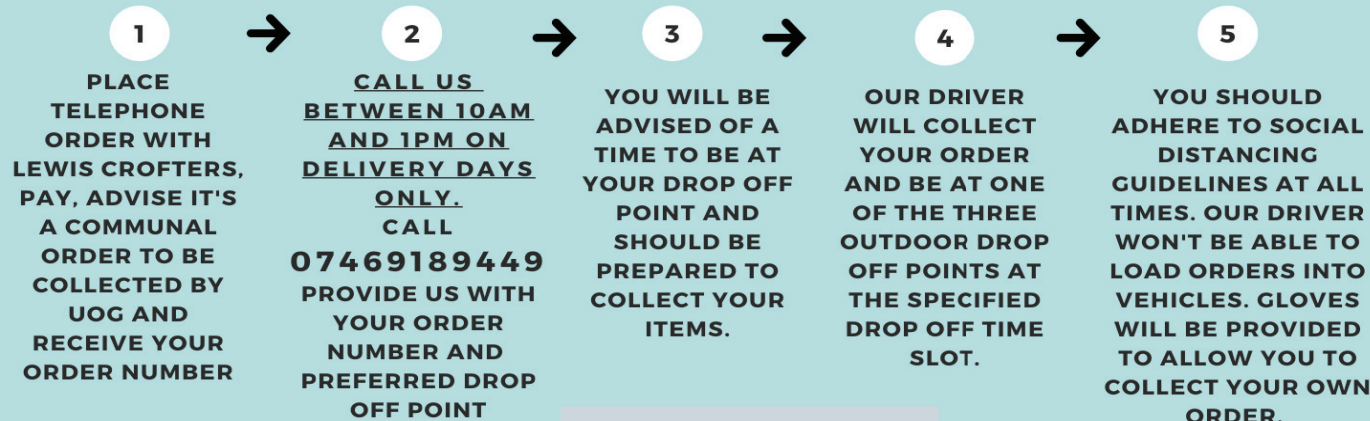 1
PLACE
TELEPHONE
ORDER WITH
LEWIS CROFTERS,
PAY, ADVISE IT'S
A COMMUNAL
ORDER TO BE
COLLECTED BY
UOG AND
RECEIVE YOUR
ORDER NUMBER
2
CALL US
BETWEEN 10AM
AND 1PM ON
DELIVERY DAYS
ONLY.
CALL
07469189449
PROVIDE US WITH
YOUR ORDER
NUMBER AND
PREFERRED DROP
OFF POINT
3
YOU WILL BE
ADVISED OF A
TIME TO BE AT
YOUR DROP OFF
POINT AND
SHOULD BE
PREPARED TO
COLLECT YOUR
ITEMS.
4
OUR DRIVER
WILL COLLECT
YOUR ORDER
AND BE AT ONE
OF THE THREE
OUTDOOR DROP
OFF POINTS AT
THE SPECIFIED
DROP OFF TIME
SLOT.
5
YOU SHOULD
ADHERE TO SOCIAL
DISTANCING
GUIDELINES AT ALL
TIMES. OUR DRIVER
WON'T BE ABLE TO
LOAD ORDERS INTO
VEHICLES. GLOVES
WILL BE PROVIDED
TO ALLOW YOU TO
COLLECT YOUR OWN
ORDER.